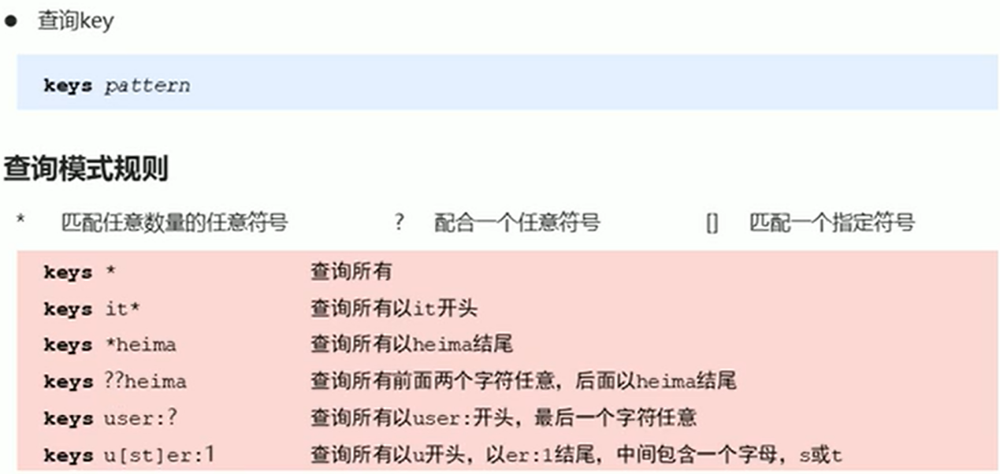 ● 查询key
keys pattern
查询模式规则
* 匹配任意数量的任意符号 ? 配合一个任意符号 [] 匹配一个指定符号
keys * 查询所有
keys it* 查询所有以it开头
keys *heima 查询所有以heima结尾
keys ??heima 查询所有前面两个字符任意，后面以heima结尾
keys user:? 查询所有以user:开头，最后一个字符任意
keys u[st]er:1 查询所有以u开头，以er:1结尾，中间包含一个字母，s或t